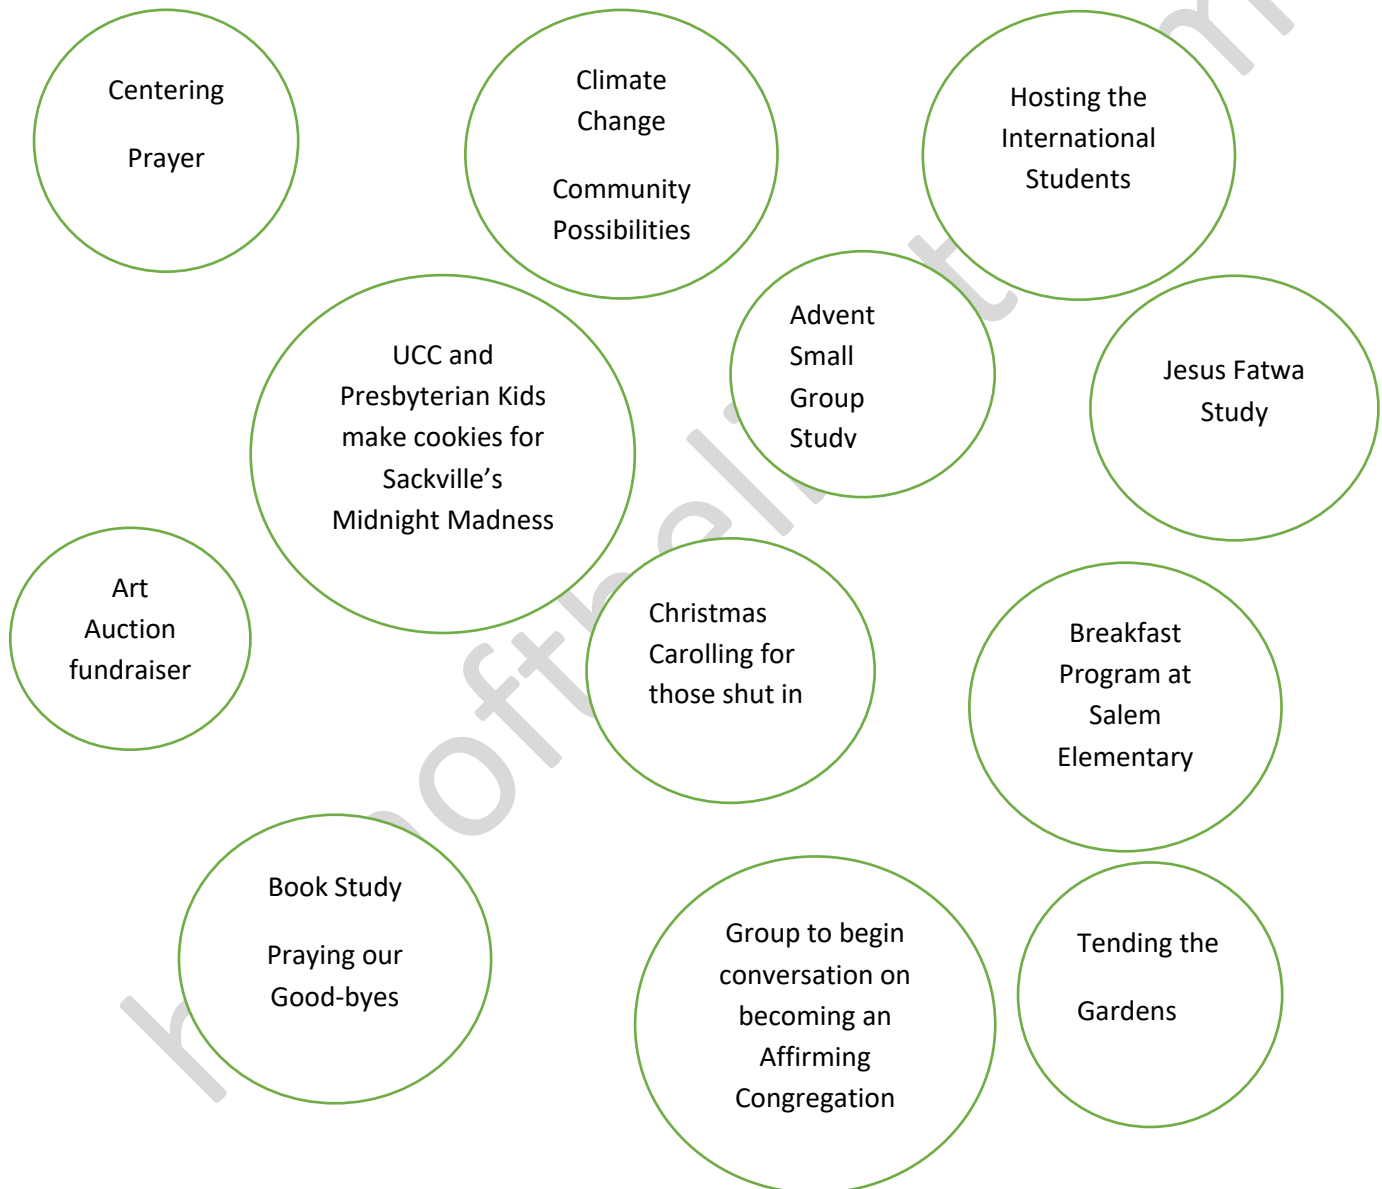 Centering
Prayer
Climate
Change
Community
Possibilities
Hosting the
International
Students
UCC and
Presbyterian Kids
make cookies for
Sackville’s
Midnight Madness
Advent
Small
Group
Study
Jesus Fatwa
Study
Art
Auction
fundraiser
Christmas
Carolling for
those shut in
Breakfast
Program at
Salem
Elementary
Book Study
Praying our
Good-byes
Group to begin
conversation on
becoming an
Affirming
Congregation
Tending the
Gardens